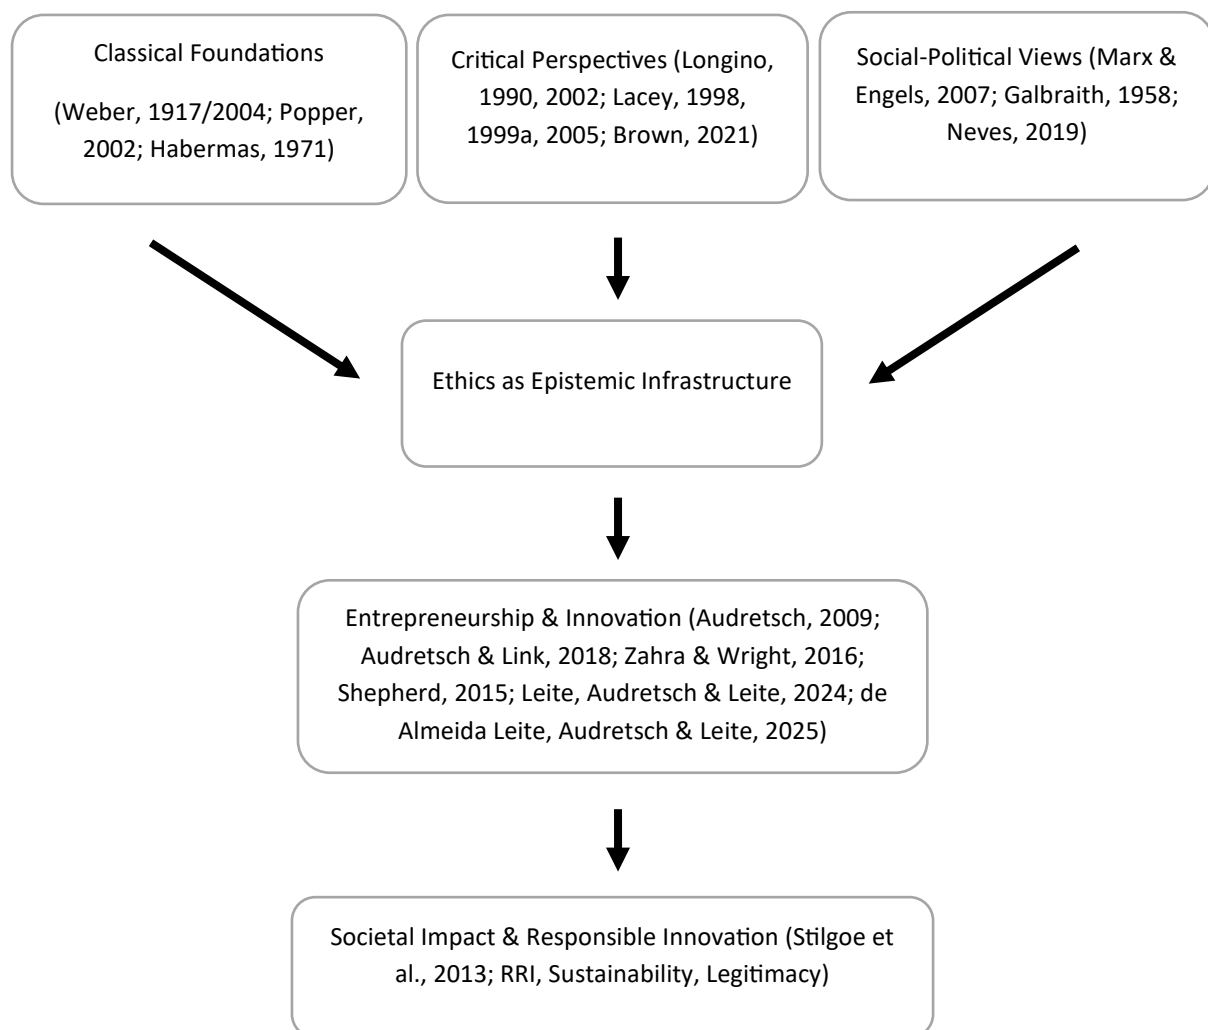 Classical Foundations
(Weber, 1917/2004; Popper,
2002; Habermas, 1971)
Critical Perspectives (Longino,
1990, 2002; Lacey, 1998,
1999a, 2005; Brown, 2021)
Social-Political Views (Marx &
Engels, 2007; Galbraith, 1958;
Neves, 2019)
Ethics as Epistemic Infrastructure
Entrepreneurship & Innovation (Audretsch, 2009;
Audretsch & Link, 2018; Zahra & Wright, 2016;
Shepherd, 2015; Leite, Audretsch & Leite, 2024; de
Almeida Leite, Audretsch & Leite, 2025)
Societal Impact & Responsible Innovation (Stilgoe et
al., 2013; RRI, Sustainability, Legitimacy)